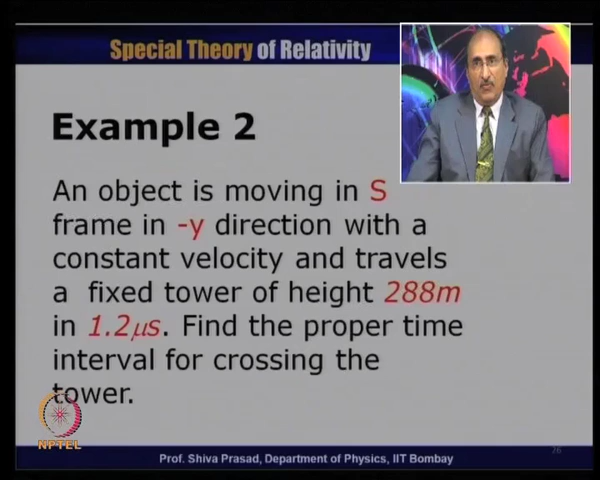 Special Theory of Relativity
Example 2
An object is moving in S
frame in -y direction with a
constant velocity and travels
a fixed tower of height 288m
in 1.2μs. Find the proper time
interval for crossing the
tower.
NPTEL
26
Prof. Shiva Prasad, Department of Physics, IIT Bombay